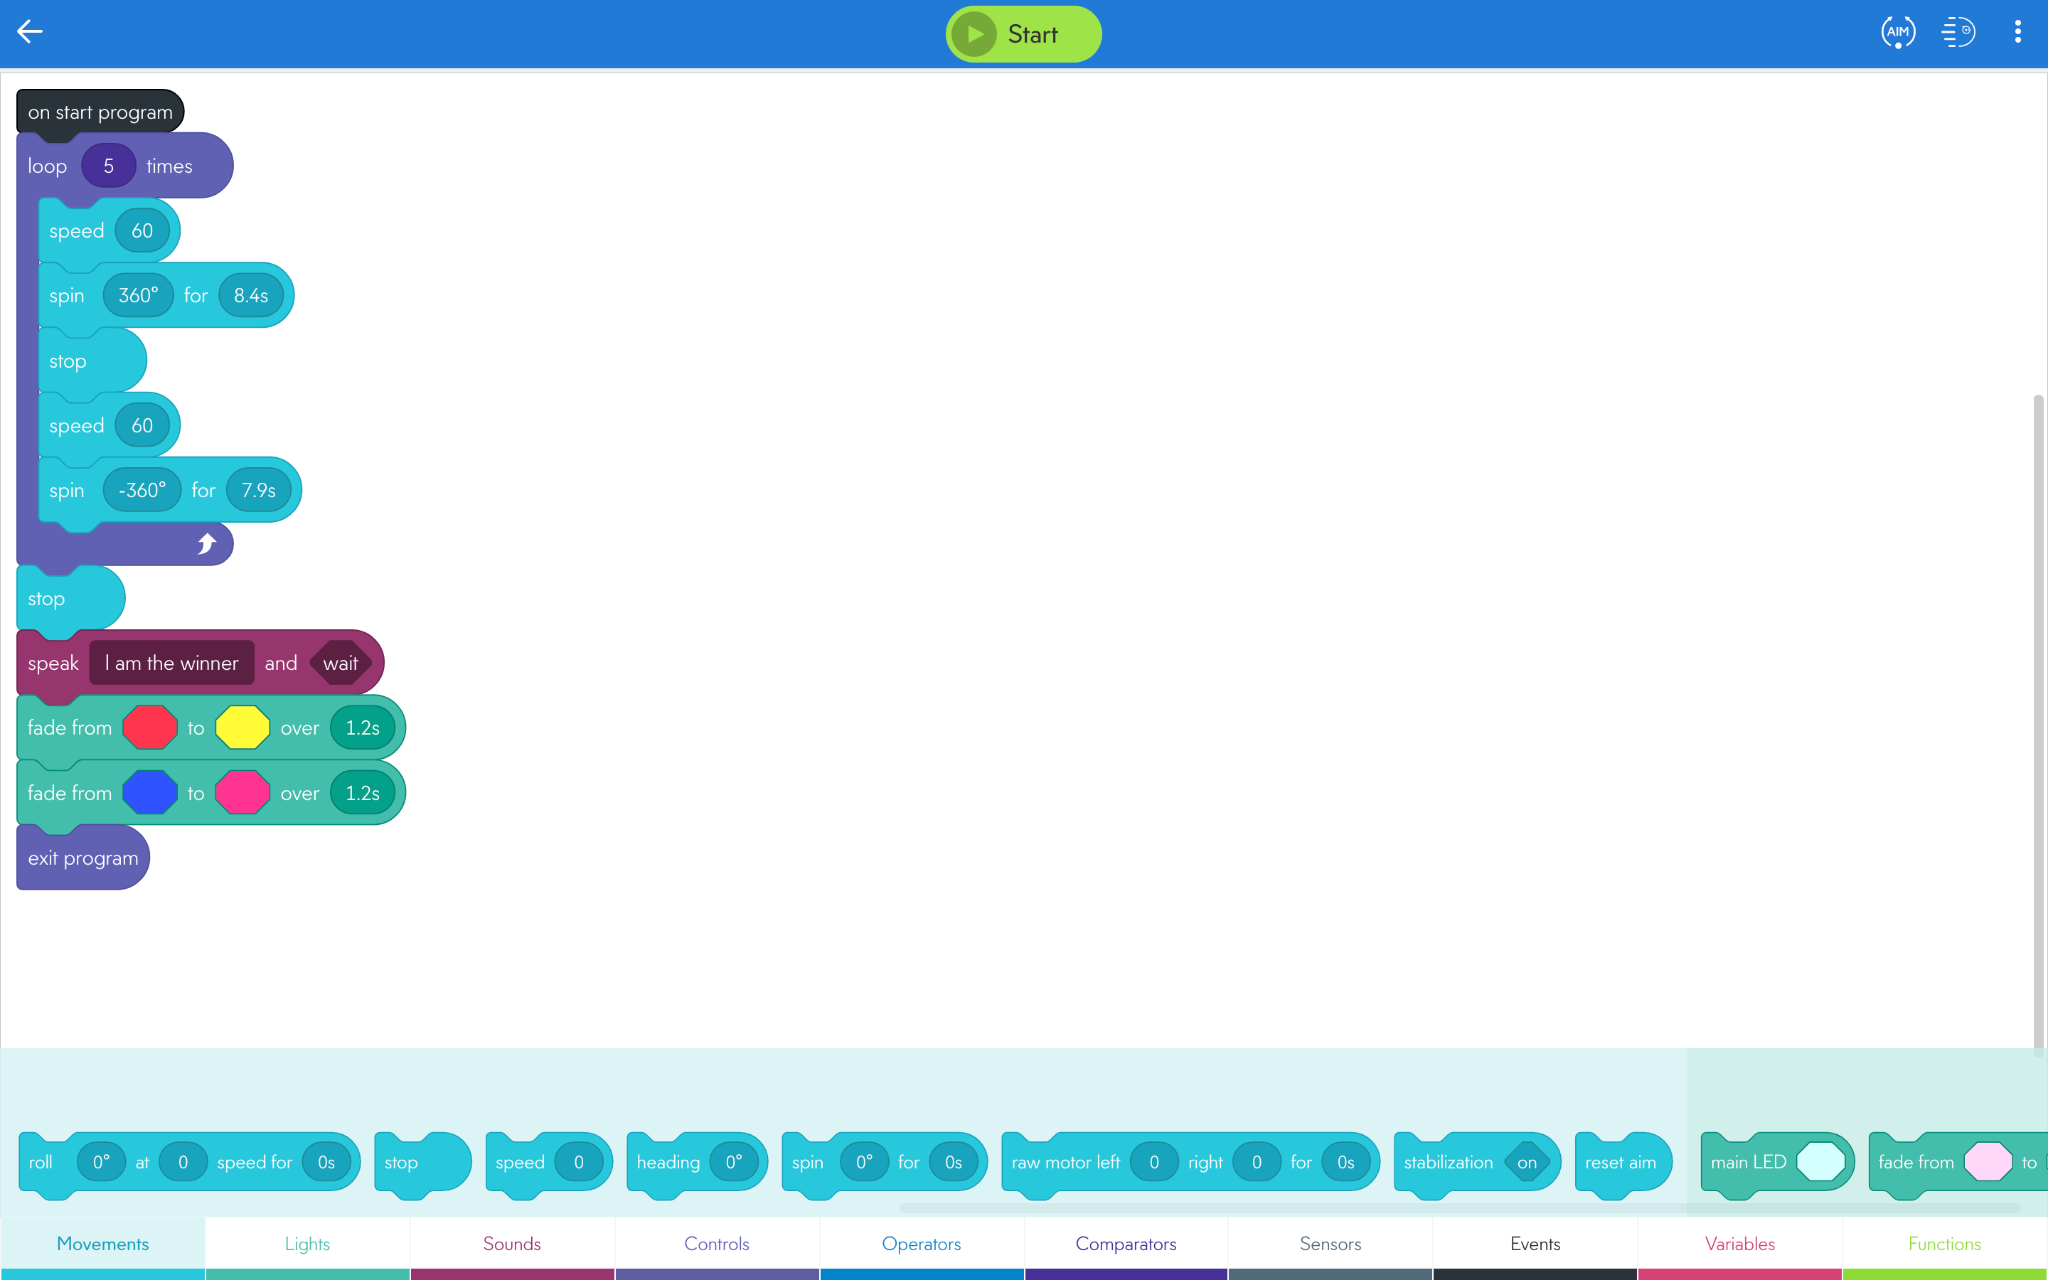 Start
AIM
on start program
loop 5 times
speed 60
spin 360° for 8.4s
stop
speed 60
spin -360° for 7.9s
stop
speak I am the winner and wait
fade from to over 1.2s
fade from to over 1.2s
exit program
roll 0° at 0 speed for 0s stop speed 0 heading 0° spin 0° for 0s raw motor left 0 right 0 for 0s stabilization on reset aim main LED fade from to
Movements Lights Sounds Controls Operators Comparators Sensors Events Variables Functions